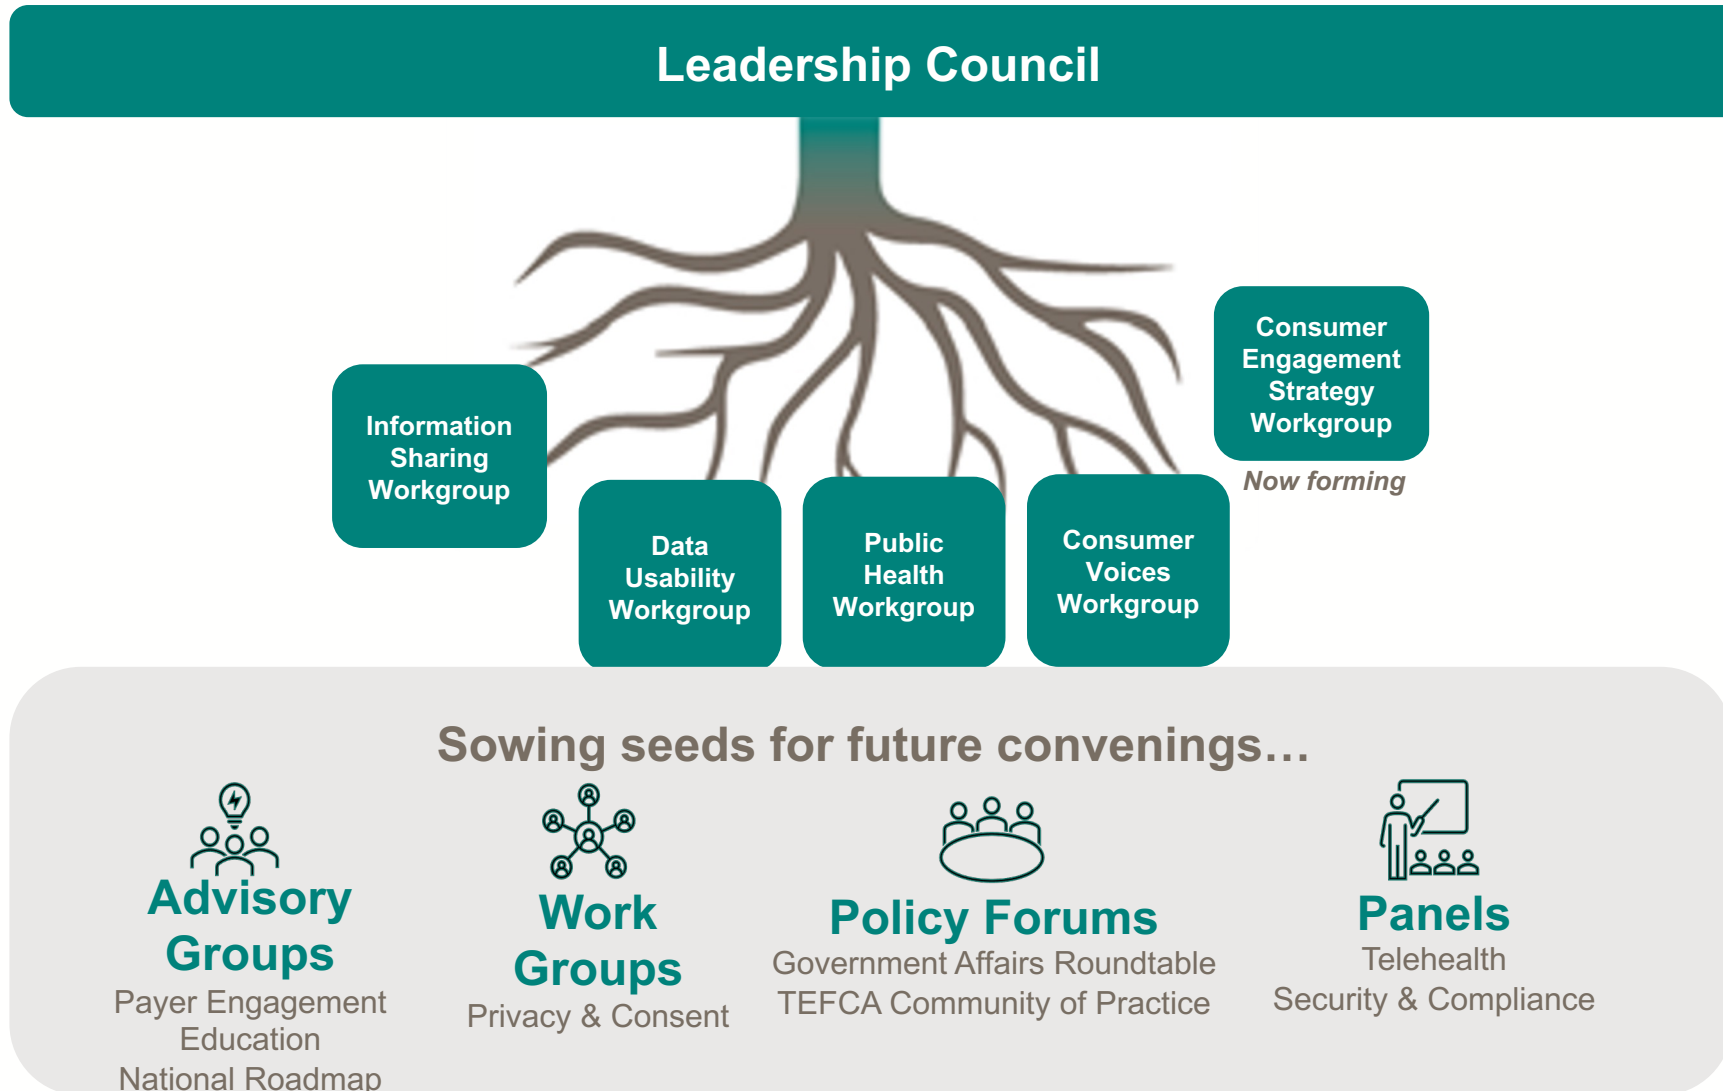 Leadership Council
Information
Sharing
Workgroup
Data
Usability
Workgroup
Public
Health
Workgroup
Consumer
Voices
Workgroup
Consumer
Engagement
Strategy
Workgroup
Now forming
Sowing seeds for future convenings…
Advisory
Groups
Payer Engagement
Education
National Roadmap
Work
Groups
Privacy & Consent
Policy Forums
Government Affairs Roundtable
TEFCA Community of Practice
Panels
Telehealth
Security & Compliance